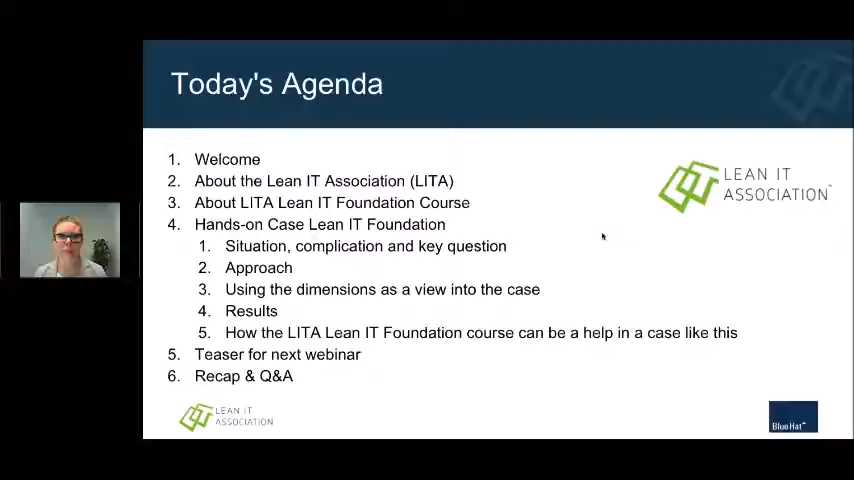 Today's Agenda
1. Welcome
2. About the Lean IT Association (LITA)
3. About LITA Lean IT Foundation Course
4. Hands-on Case Lean IT Foundation
1. Situation, complication and key question
2. Approach
3. Using the dimensions as a view into the case
4. Results
5. How the LITA Lean IT Foundation course can be a help in a case like this
5. Teaser for next webinar
6. Recap & Q&A
LEAN IT
ASSOCIATION™
LEAN IT
ASSOCIATION
BlueHat